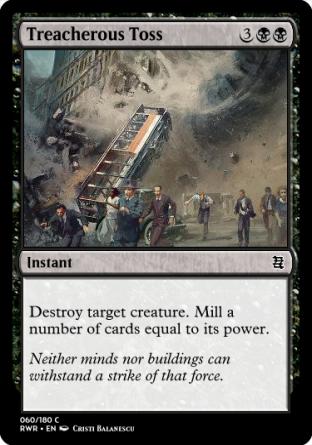 Treacherous Toss 3
Instant
Destroy target creature. Mill a
number of cards equal to its power.
Neither minds nor buildings can
withstand a strike of that force.
060/180 C
RWR • EN Cristi Balanescu